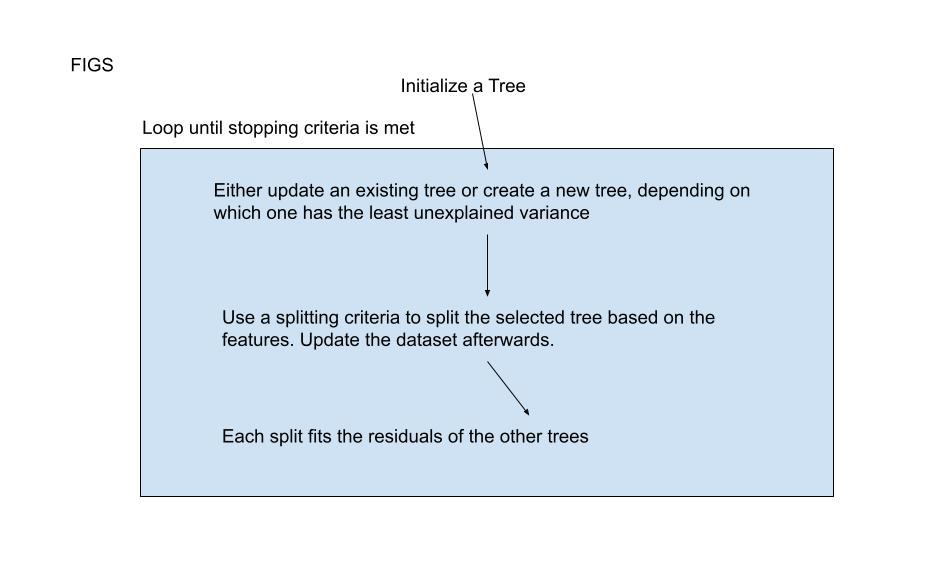 FIGS
Initialize a Tree
Loop until stopping criteria is met
Either update an existing tree or create a new tree, depending on
which one has the least unexplained variance
Use a splitting criteria to split the selected tree based on the
features. Update the dataset afterwards.
Each split fits the residuals of the other trees